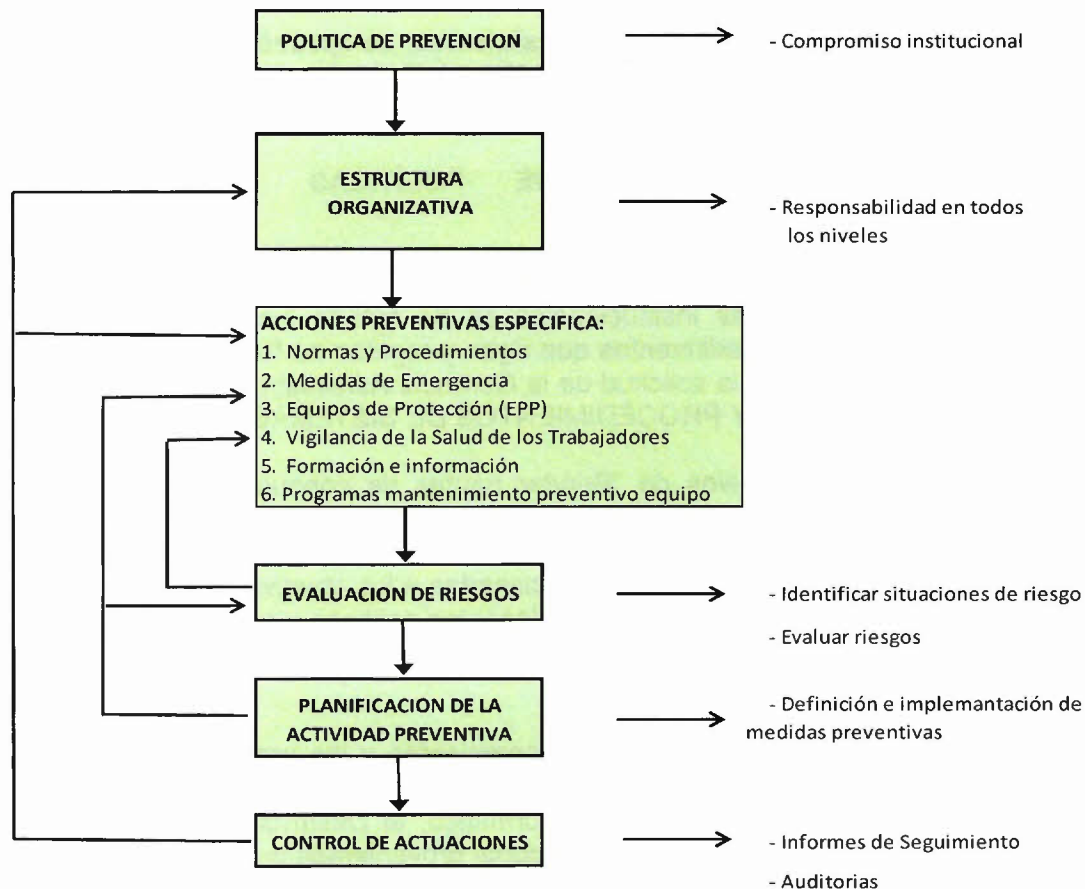 POLITICA DE PREVENCION
- Compromiso institucional
ESTRUCTURA
ORGANIZATIVA
- Responsabilidad en todos
los niveles
ACCIONES PREVENTIVAS ESPECIFICA:
1. Normas y Procedimientos
2. Medidas de Emergencia
3. Equipos de Protección (EPP)
4. Vigilancia de la Salud de los Trabajadores
5. Formación e información
6. Programas mantenimiento preventivo equipo
EVALUACION DE RIESGOS
- Identificar situaciones de riesgo
- Evaluar riesgos
PLANIFICACION DE LA
ACTIVIDAD PREVENTIVA
- Definición e implemantación de
medidas preventivas
CONTROL DE ACTUACIONES
- Informes de Seguimiento
- Auditorias